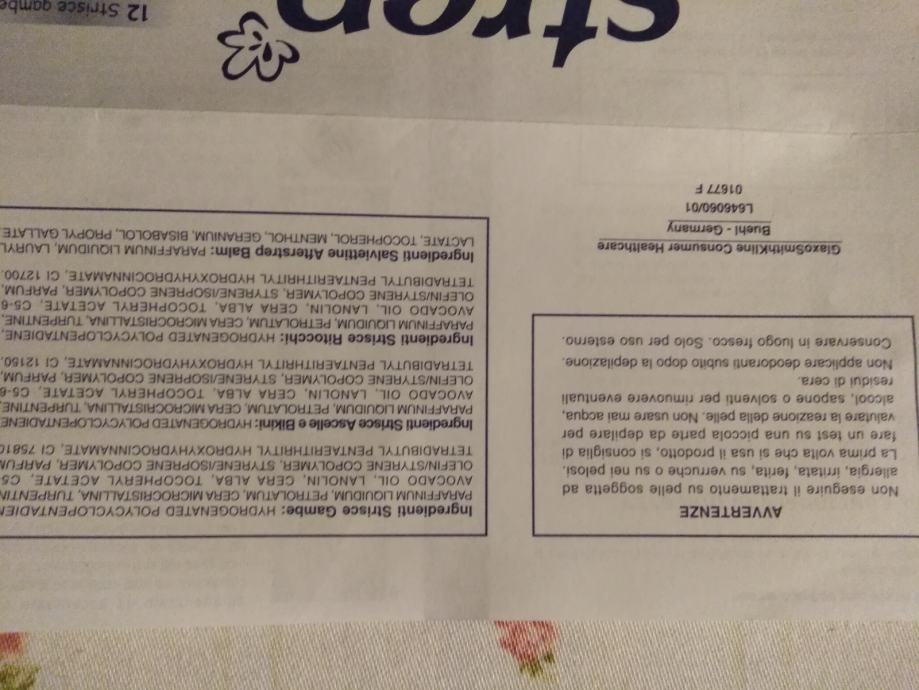 AVVERTENZE
Non eseguire il trattamento su pelle soggetta ad
allergia, irritata, ferita, su verruche o su nei pelosi.
La prima volta che si usa il prodotto, si consiglia di
fare un test su una piccola parte da depilare per
valutare la reazione della pelle. Non usare mai acqua,
alcool, sapone o solventi per rimuovere eventuali
residui di cera.
Non applicare deodoranti subito dopo la depilazione.
Conservare in luogo fresco. Solo per uso esterno.
GlaxoSmithKline Consumer Healthcare
Buehl - Germany
L646060/01
01677 F
Ingredienti Strisce Gambe: HYDROGENATED POLYCYCLOPENTADIEN
PARAFFINUM LIQUIDUM, PETROLATUM, CERA MICROCRISTALLINA, TURPENTIN
AVOCADO OIL, LANOLIN, CERA ALBA, TOCOPHERYL ACETATE, C5-
OLEFIN/STYRENE COPOLYMER, STYRENE/ISOPRENE COPOLYMER, PARFUM
TETRADIBUTYL PENTAERITHRITYL HYDROXYHYDROCINNAMATE, CI 75810
Ingredienti Strisce Ascelle e Bikini: HYDROGENATED POLYCYCLOPENTADIENE,
PARAFFINUM LIQUIDUM, PETROLATUM, CERA MICROCRISTALLINA, TURPENTINE,
AVOCADO OIL, LANOLIN, CERA ALBA, TOCOPHERYL ACETATE, C5-6
OLEFIN/STYRENE COPOLYMER, STYRENE/ISOPRENE COPOLYMER, PARFUM,
TETRADIBUTYL PENTAERITHRITYL HYDROXYHYDROCINNAMATE, CI 12150.
Ingredienti Strisce Ritocchi: HYDROGENATED POLYCYCLOPENTADIENE,
PARAFFINUM LIQUIDUM, PETROLATUM, CERA MICROCRISTALLINA, TURPENTINE,
AVOCADO OIL, LANOLIN, CERA ALBA, TOCOPHERYL ACETATE, C5-6
OLEFIN/STYRENE COPOLYMER, STYRENE/ISOPRENE COPOLYMER, PARFUM,
TETRADIBUTYL PENTAERITHRITYL HYDROXYHYDROCINNAMATE, CI 12700.
Ingredienti Salviettine Afterstrep Balm: PARAFFINUM LIQUIDUM, LAURYL
LACTATE, TOCOPHEROL, MENTHOL, GERANIUM, BISABOLOL, PROPYL GALLATE.
strep
12 Strisce gambe